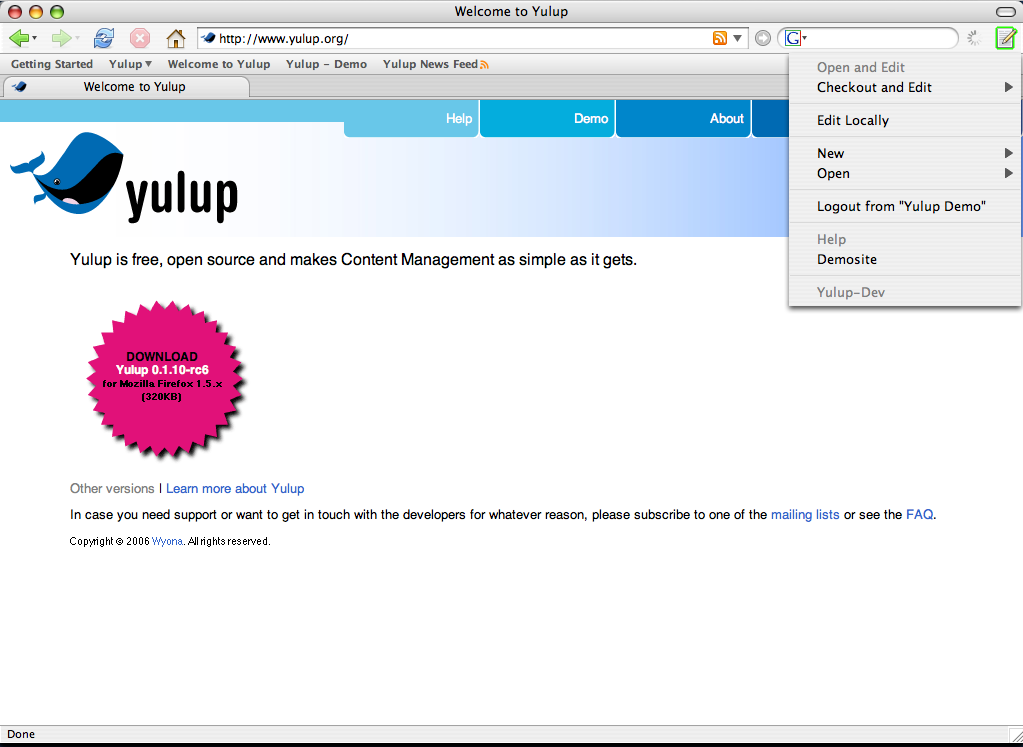 Welcome to Yulup
http://www.yulup.org/
G
Getting Started Yulup Welcome to Yulup Yulup – Demo Yulup News Feed
Welcome to Yulup
Help Demo About
Open and Edit
Checkout and Edit
Edit Locally
New
Open
Logout from "Yulup Demo"
Help
Demosite
Yulup-Dev
yulup
Yulup is free, open source and makes Content Management as simple as it gets.
DOWNLOAD
Yulup 0.1.10-rc6
for Mozilla Firefox 1.5.x
(320KB)
Other versions | Learn more about Yulup
In case you need support or want to get in touch with the developers for whatever reason, please subscribe to one of the mailing lists or see the FAQ.
Copyright © 2006 Wyona. All rights reserved.
Done